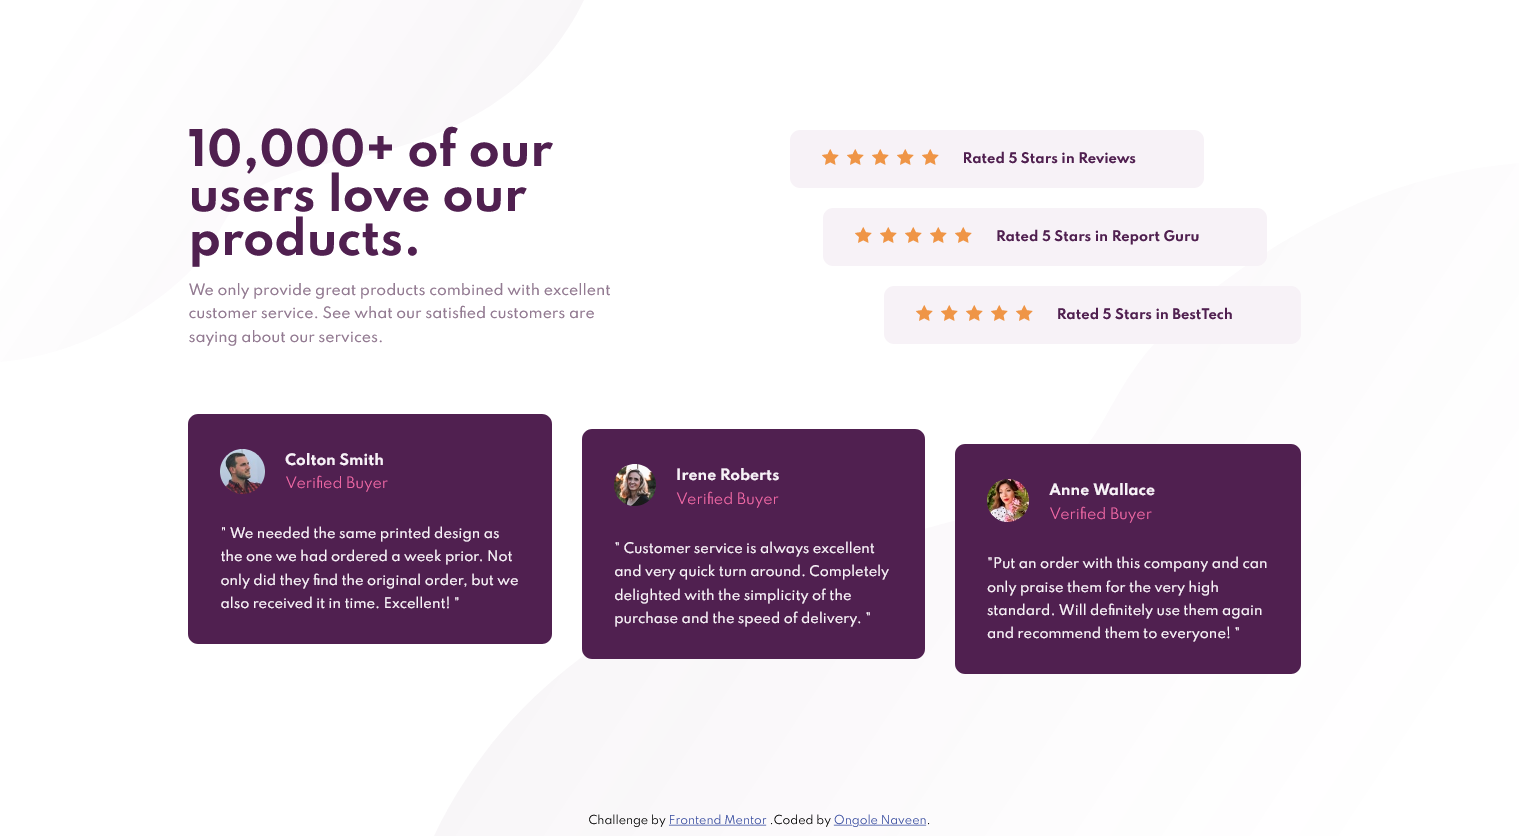 10,000+ of our
users love our
products.
We only provide great products combined with excellent
customer service. See what our satisfied customers are
saying about our services.
Rated 5 Stars in Reviews
Rated 5 Stars in Report Guru
Rated 5 Stars in BestTech
Colton Smith
Verified Buyer
" We needed the same printed design as
the one we had ordered a week prior. Not
only did they find the original order, but we
also received it in time. Excellent! "
Irene Roberts
Verified Buyer
" Customer service is always excellent
and very quick turn around. Completely
delighted with the simplicity of the
purchase and the speed of delivery. "
Anne Wallace
Verified Buyer
"Put an order with this company and can
only praise them for the very high
standard. Will definitely use them again
and recommend them to everyone! "
Challenge by Frontend Mentor .Coded by Ongole Naveen.